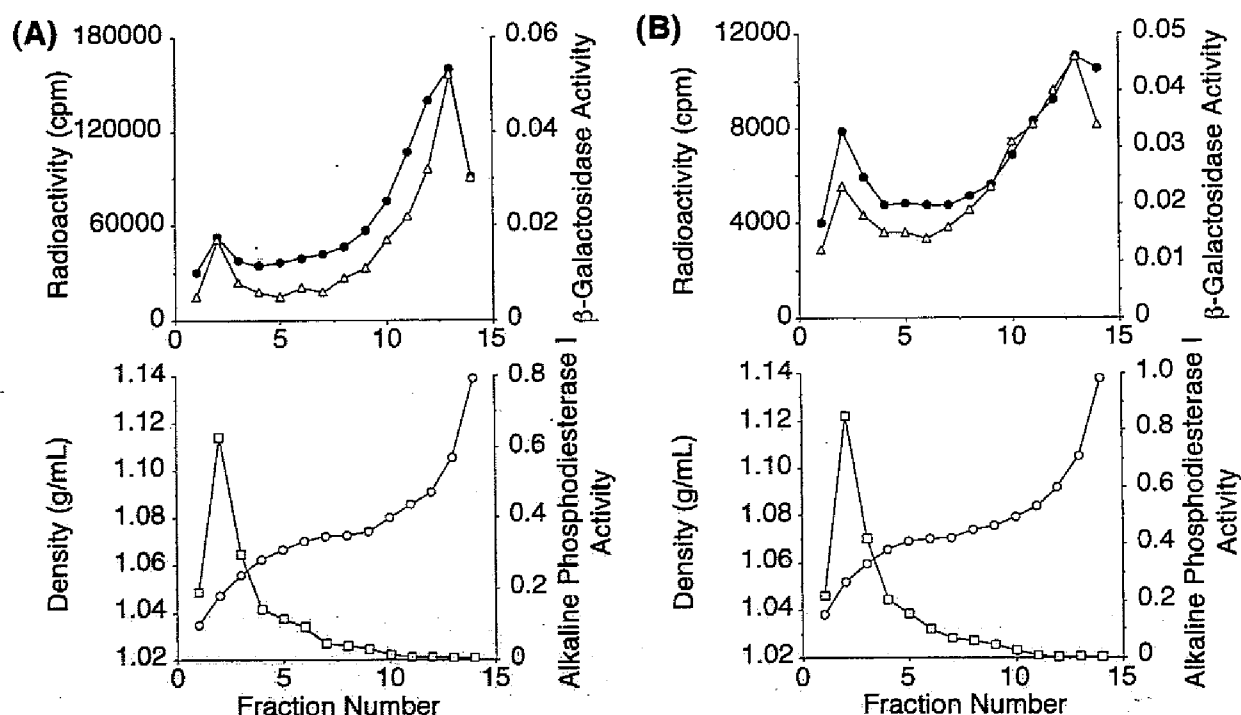 (A)
180000
120000
60000
0
Radioactivity (cpm)
0.06
0.04
0.02
0
β-Galactosidase Activity
0 5 10 15
1.14
1.12
1.10
1.08
1.06
1.04
1.02
Density (g/mL)
0.8
0.6
0.4
0.2
0
Alkaline Phosphodiesterase I
Activity
0 5 10 15
Fraction Number
(B)
12000
8000
4000
0
Radioactivity (cpm)
0.05
0.04
0.03
0.02
0.01
0
β-Galactosidase Activity
0 5 10 15
1.14
1.12
1.10
1.08
1.06
1.04
1.02
Density (g/mL)
1.0
0.8
0.6
0.4
0.2
0
Alkaline Phosphodiesterase I
Activity
0 5 10 15
Fraction Number